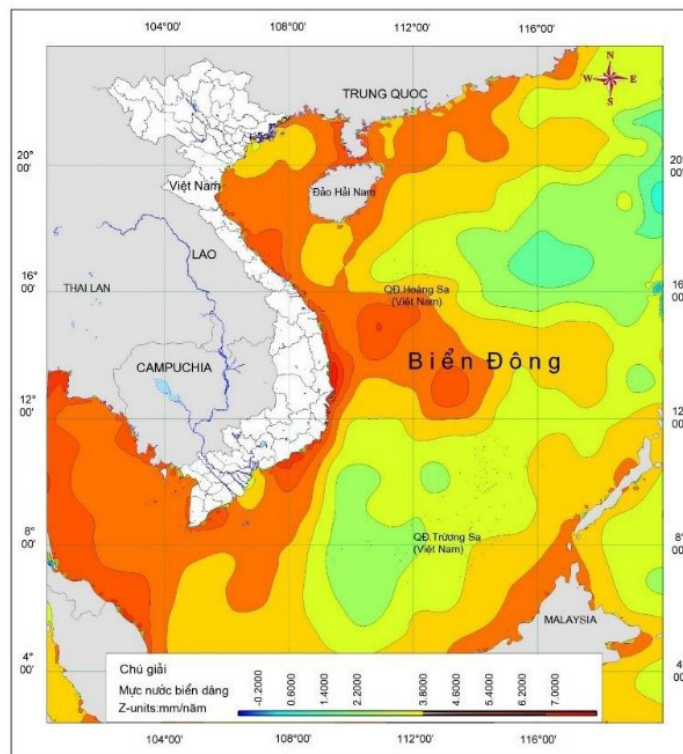 104°00' 108°00' 112°00' 116°00'
N
W E
S
TRUNG QUOC
20°
00'
20°
00'
Việt Nam
Đảo Hải Nam
LAO
16°
00'
16°
00'
THAI LAN
QĐ.Hoàng Sa
(Việt Nam)
Biển Đông
CAMPUCHIA
12°
00'
12°
00'
8°
00'
8°
00'
QĐ.Trường Sa
(Việt Nam)
MALAYSIA
4°
00'
4°
00'
Chú giải
Mực nước biển dâng
Z-units:mm/năm
-0.2000 0.6000 1.4000 2.2000 3.8000 4.6000 5.4000 6.2000 7.0000
104°00' 108°00' 112°00' 116°00'